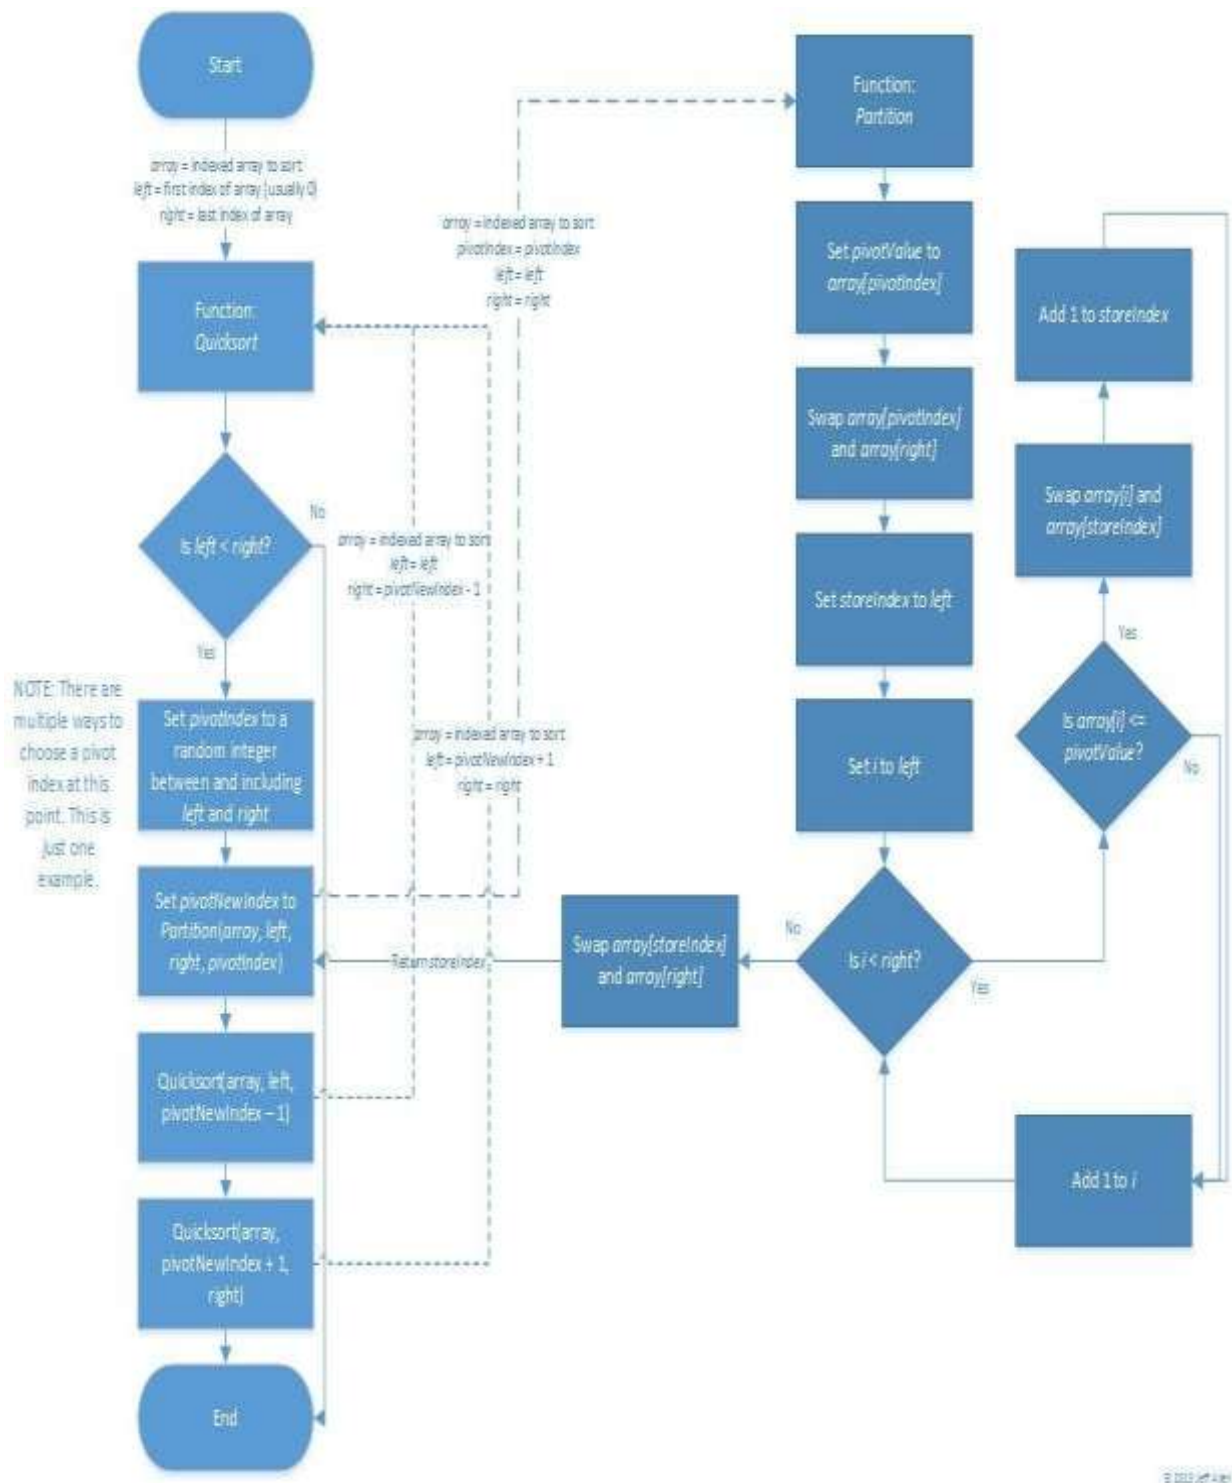 Start
array = indexed array to sort
left = first index of array (usually 0)
right = last index of array
Function:
Quicksort
Is left < right?
No
Yes
NOTE: There are
multiple ways to
choose a pivot
index at this
point. This is
just one
example.
Set pivotIndex to a
random integer
between and including
left and right
Set pivotNewIndex to
Partition(array, left,
right, pivotIndex)
Quicksort(array, left,
pivotNewIndex – 1)
Quicksort(array,
pivotNewIndex + 1,
right)
End
array = indexed array to sort
left = left
right = pivotNewIndex - 1
array = indexed array to sort
left = pivotNewIndex + 1
right = right
array = indexed array to sort
pivotIndex = pivotIndex
left = left
right = right
Function:
Partition
Set pivotValue to
array[pivotIndex]
Swap array[pivotIndex]
and array[right]
Set storeIndex to left
Set i to left
Is i < right?
No
Yes
Swap array[storeIndex]
and array[right]
Return storeIndex
Add 1 to storeIndex
Swap array[i] and
array[storeIndex]
Yes
Is array[i] <=
pivotValue?
No
Add 1 to i